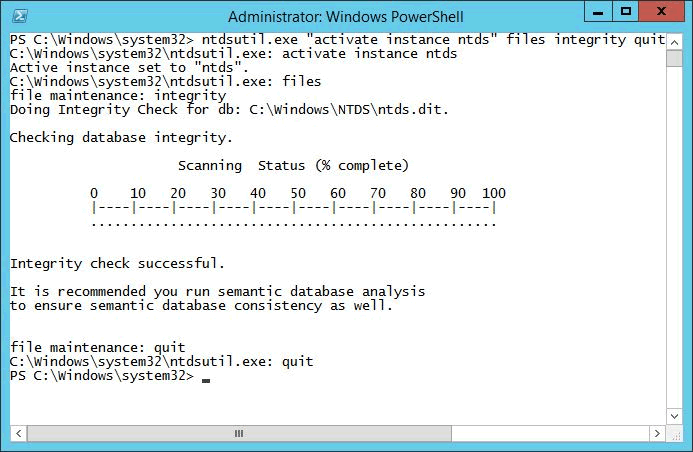 Administrator: Windows PowerShell
PS C:\Windows\system32> ntdsutil.exe "activate instance ntds" files integrity quit
C:\Windows\system32\ntdsutil.exe: activate instance ntds
Active instance set to "ntds".
C:\Windows\system32\ntdsutil.exe: files
file maintenance: integrity
Doing Integrity Check for db: C:\Windows\NTDS\ntds.dit.
Checking database integrity.
Scanning  Status (% complete)
0    10   20   30   40   50   60   70   80   90  100
|----|----|----|----|----|----|----|----|----|----|
...................................................
Integrity check successful.
It is recommended you run semantic database analysis
to ensure semantic database consistency as well.
file maintenance: quit
C:\Windows\system32\ntdsutil.exe: quit
PS C:\Windows\system32>